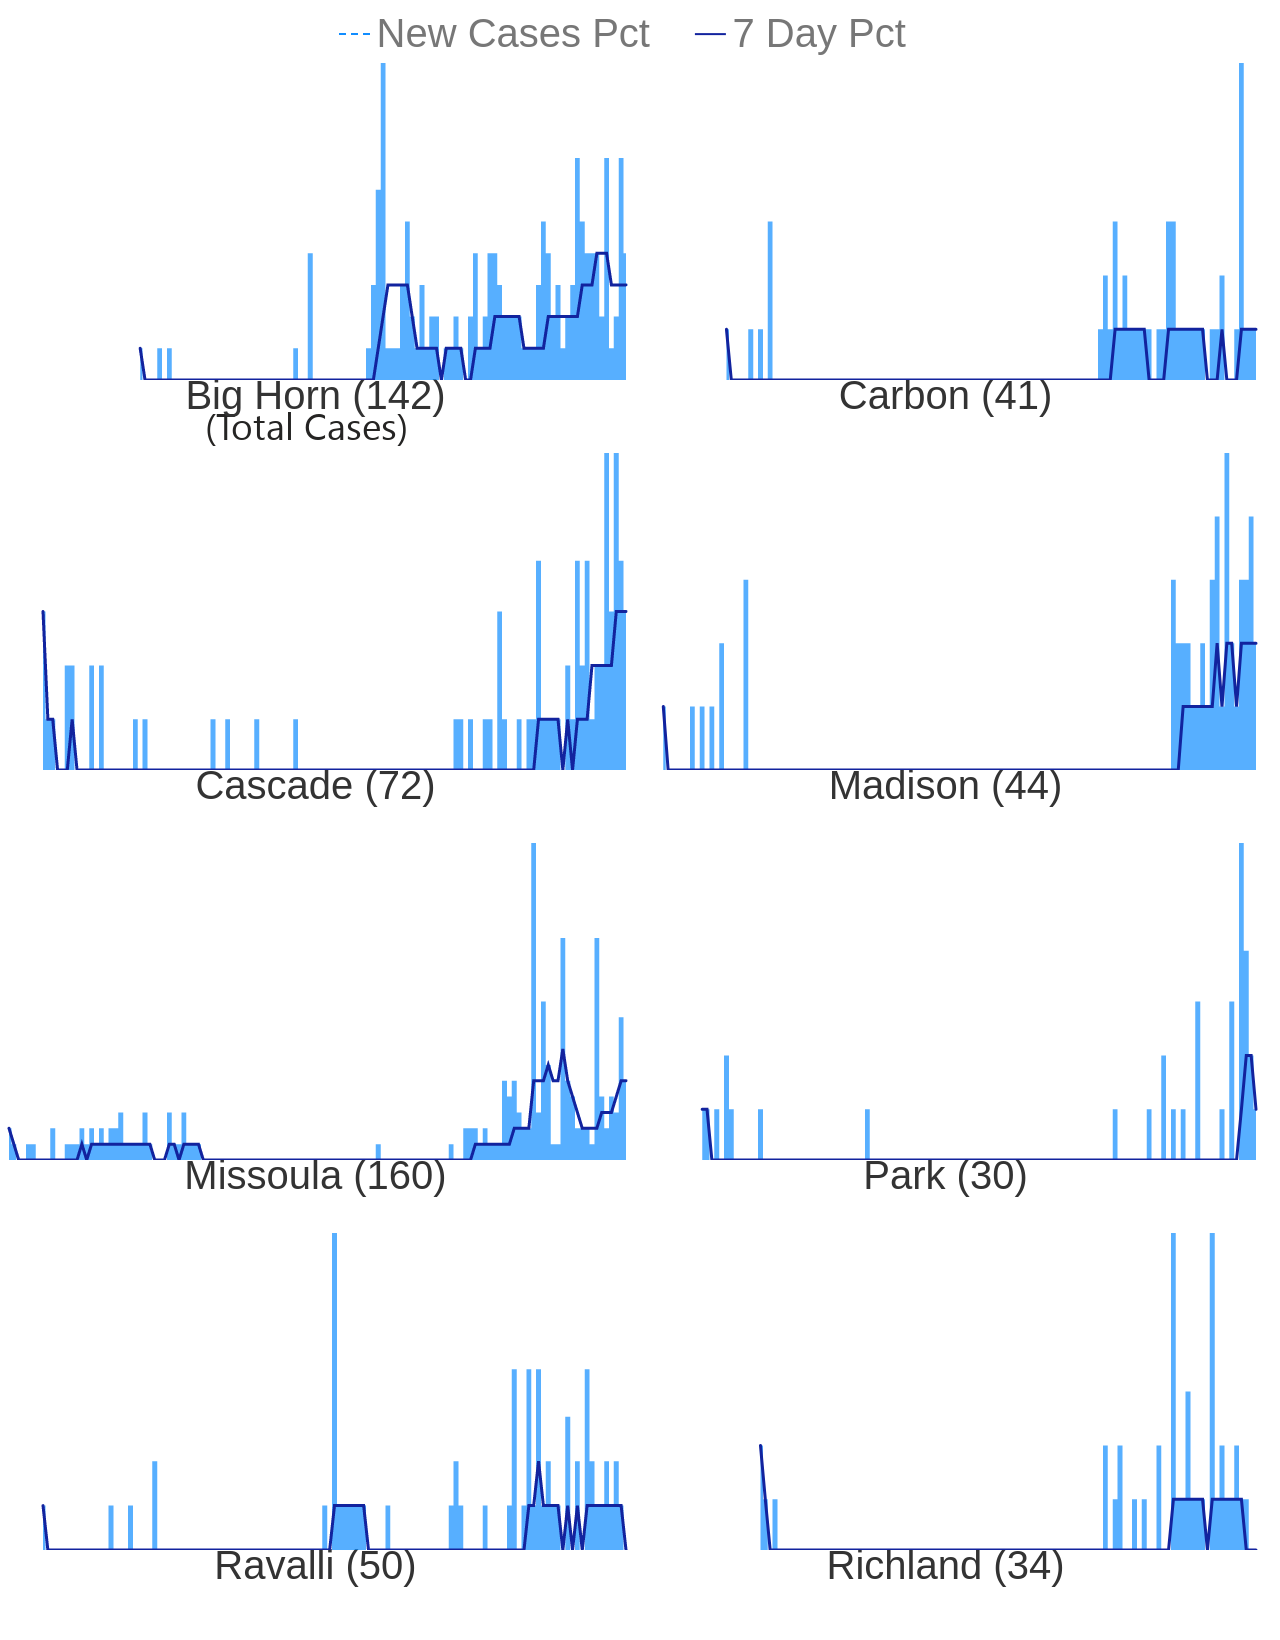 New Cases Pct 7 Day Pct
Big Horn (142) Carbon (41)
(Total Cases)
Cascade (72) Madison (44)
Missoula (160) Park (30)
Ravalli (50) Richland (34)